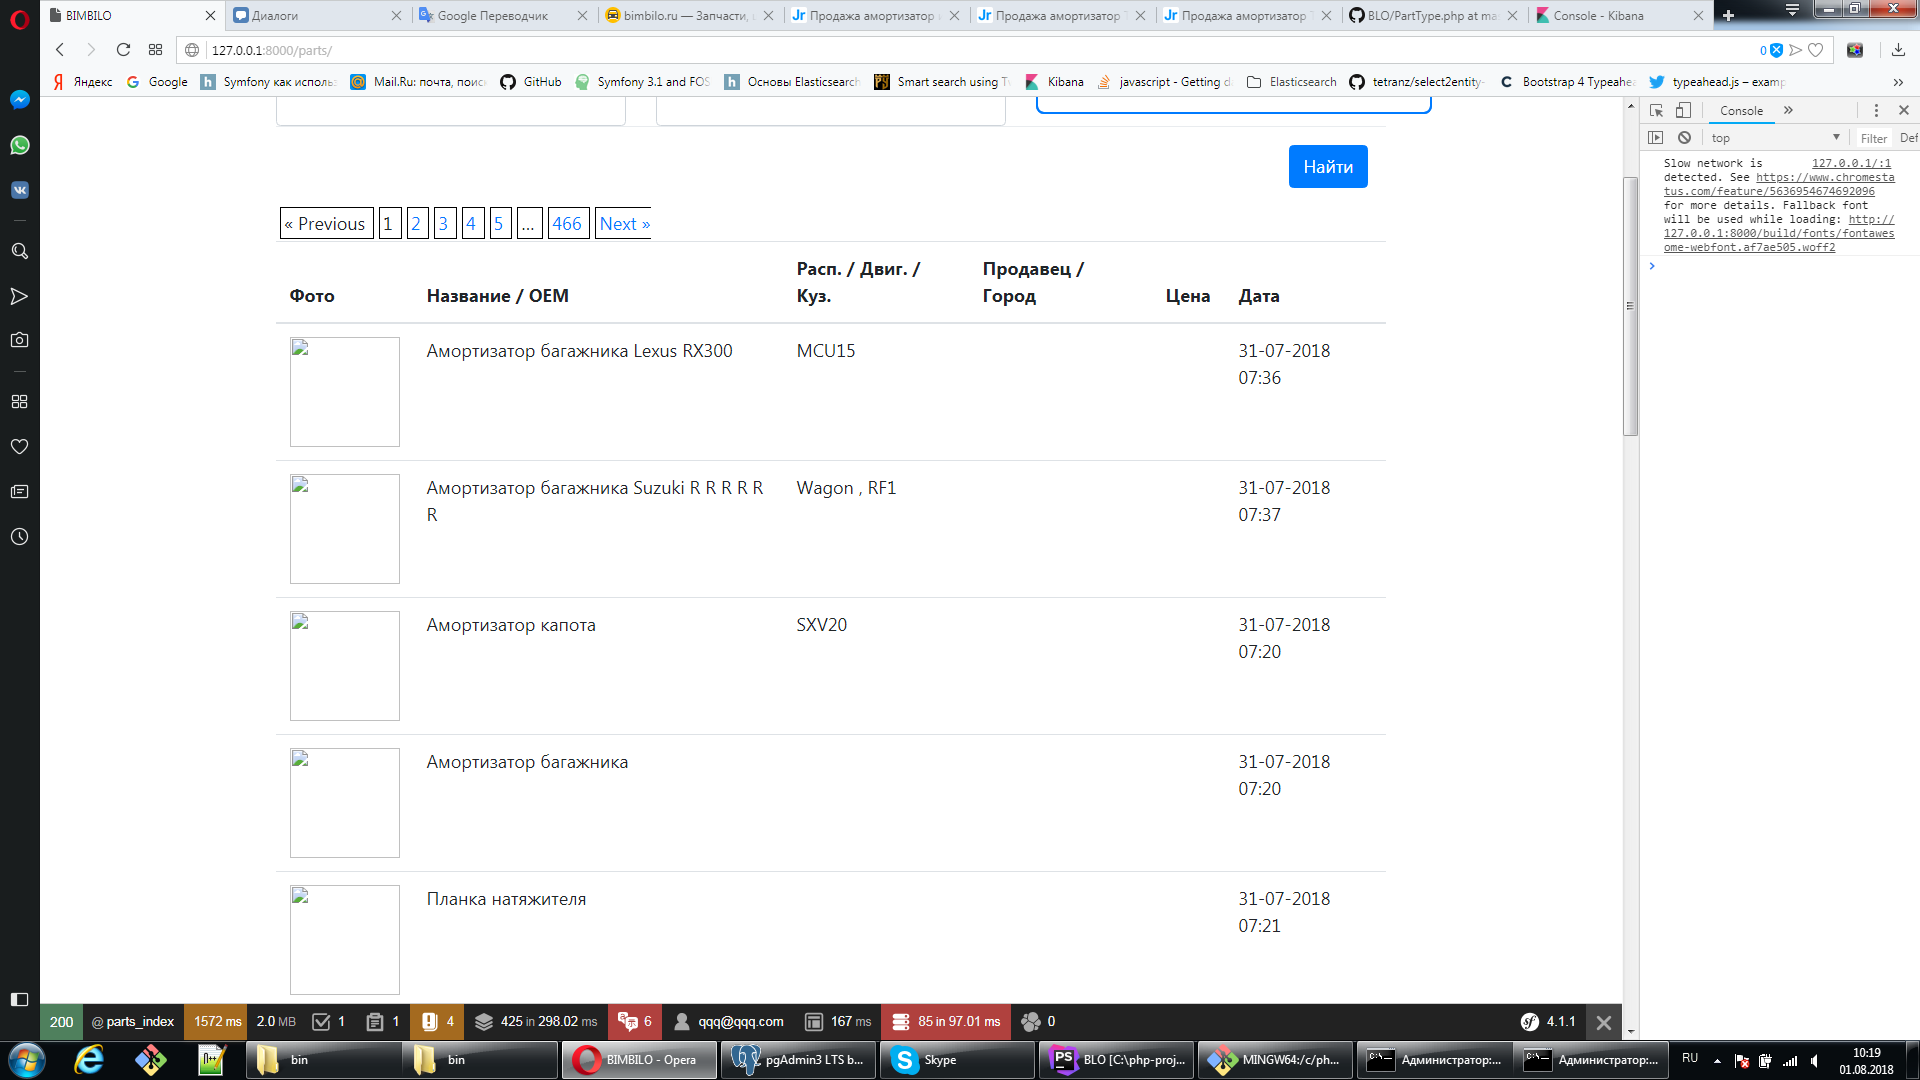 BIMBILO
Диалоги
Google Переводчик
bimbilo.ru — Запчасти,
Продажа амортизатор
Продажа амортизатор
Продажа амортизатор
BLO/PartType.php at ma
Console - Kibana
127.0.0.1:8000/parts/
0
Яндекс
Google
Symfony как исполь
Mail.Ru: почта, поиск
GitHub
Symfony 3.1 and FOS
Основы Elasticsearch
Smart search using Tw
Kibana
javascript - Getting d
Elasticsearch
tetranz/select2entity-
Bootstrap 4 Typeahe
typeahead.js – examp
Console
top
Filter
Def
Slow network is 127.0.0.1/:1
detected. See https://www.chromesta
tus.com/feature/5636954674692096
for more details. Fallback font
will be used while loading: http://
127.0.0.1:8000/build/fonts/fontawes
ome-webfont.af7ae505.woff2
Найти
« Previous 1 2 3 4 5 ... 466 Next »
Фото
Название / OEM
Расп. / Двиг. /
Куз.
Продавец /
Город
Цена
Дата
Амортизатор багажника Lexus RX300
MCU15
31-07-2018
07:36
Амортизатор багажника Suzuki R R R R R
R
Wagon , RF1
31-07-2018
07:37
Амортизатор капота
SXV20
31-07-2018
07:20
Амортизатор багажника
31-07-2018
07:20
Планка натяжителя
31-07-2018
07:21
200
@ parts_index
1572 ms
2.0 MB
1
1
4
425 in 298.02 ms
6
qqq@qqq.com
167 ms
85 in 97.01 ms
0
4.1.1
bin
bin
BIMBILO - Opera
pgAdmin3 LTS b...
Skype
BLO [C:\php-proj...
MINGW64:/c/ph...
Администратор:...
Администратор:...
RU
10:19
01.08.2018